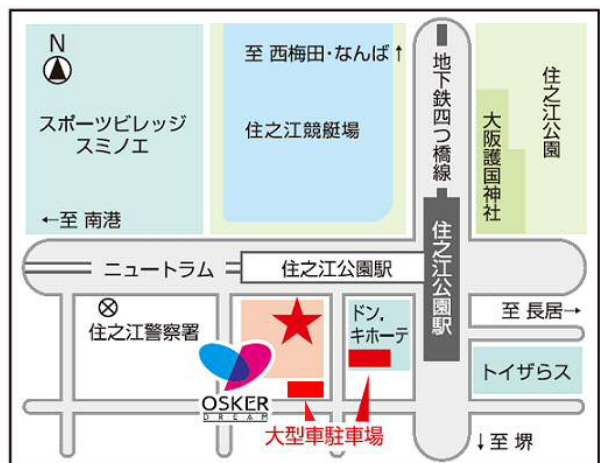 N
至 西梅田・なんば↑
地下鉄四つ橋線
住之江公園
スポーツビレッジ
スミノエ
住之江競艇場
大阪護国神社
←至 南港
ニュートラム
住之江公園駅
住之江公園駅
住之江警察署
ドン.
キホーテ
至 長居→
トイザらス
OSKER
DREAM
大型車駐車場
↓至 堺